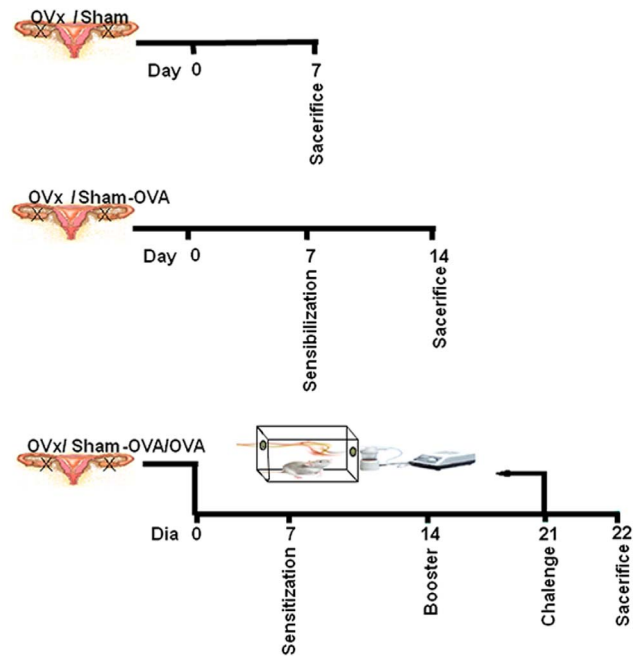 OVx / Sham
Day 0 7
Sacerifice
OVx / Sham-OVA
Day 0 7 14
Sensibilization
Sacerifice
OVx/ Sham-OVA/OVA
Dia 0 7 14 21 22
Sensitization
Booster
Chalenge
Sacerifice